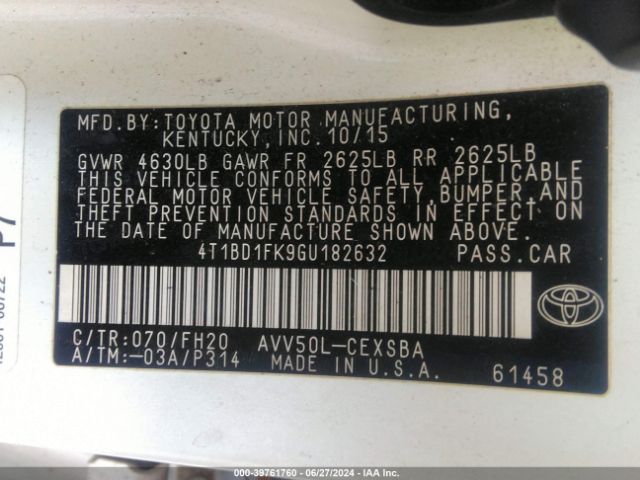 MFD.BY:TOYOTA MOTOR MANUFACTURING,
KENTUCKY, INC. 10/15
GVWR 4630LB GAWR FR 2625LB RR 2625LB
THIS VEHICLE CONFORMS TO ALL APPLICABLE
FEDERAL MOTOR VEHICLE SAFETY,BUMPER,AND
THEFT PREVENTION STANDARDS IN EFFECT ON
THE DATE OF MANUFACTURE SHOWN ABOVE.
4T1BD1FK9GU182632 PASS.CAR
C/TR:070/FH20 AVV50L-CEXSBA
A/TM:-03A/P314 MADE IN U.S.A. 61458
P7
000-39761760 | 06/27/2024 | IAA Inc.